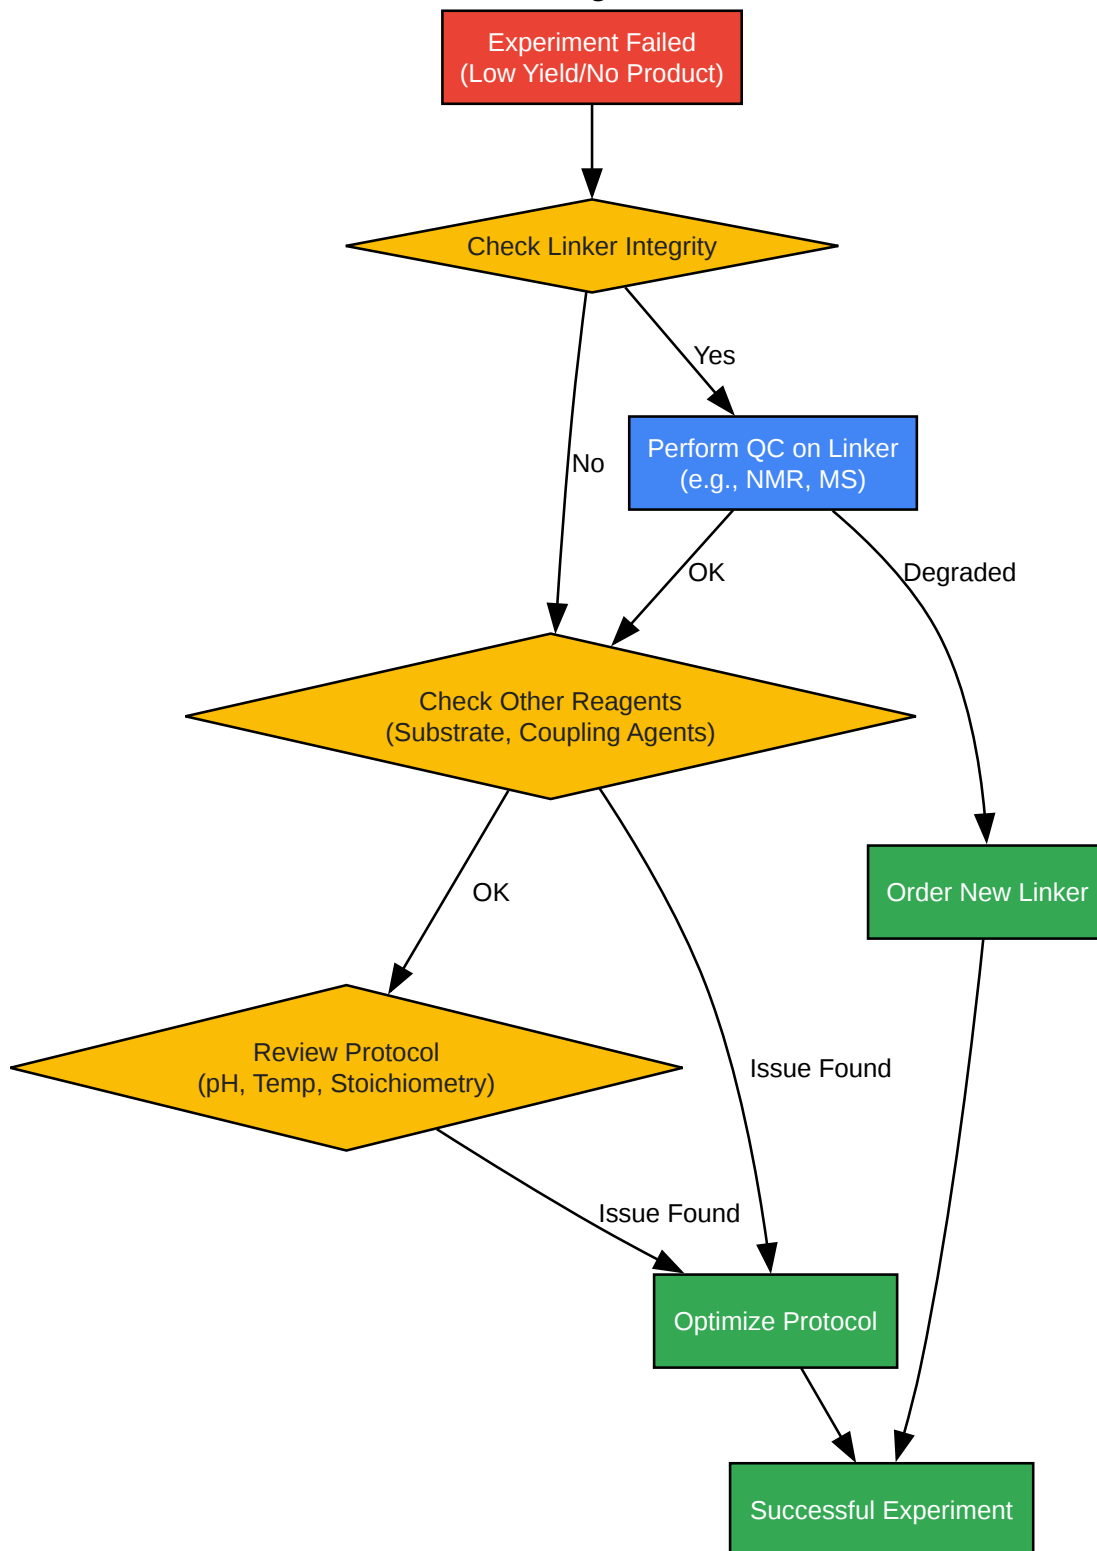 Experiment Failed
(Low Yield/No Product)
Check Linker Integrity
Yes
Perform QC on Linker
(e.g., NMR, MS)
No
OK
Degraded
Check Other Reagents
(Substrate, Coupling Agents)
OK
Order New Linker
Review Protocol
(pH, Temp, Stoichiometry)
Issue Found
Issue Found
Optimize Protocol
Successful Experiment